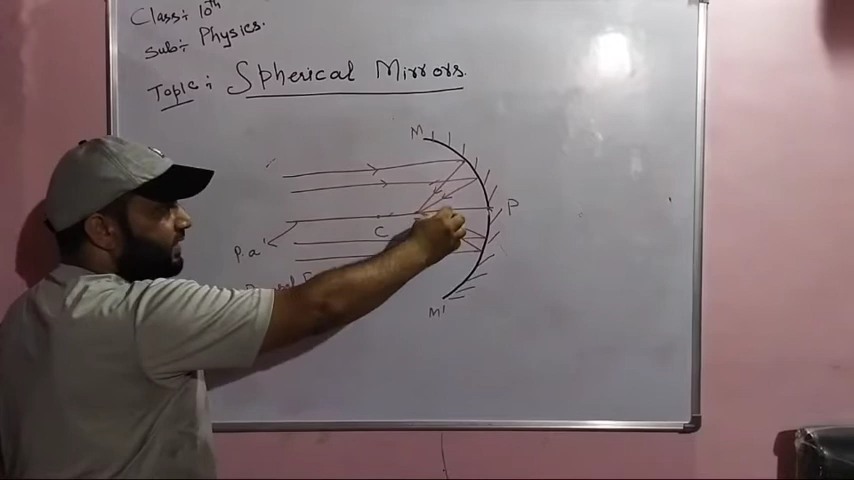 Class:- 10th
Sub:- Physics.
Topic:- Spherical Mirrors.
M
P
C
P.a'
M'